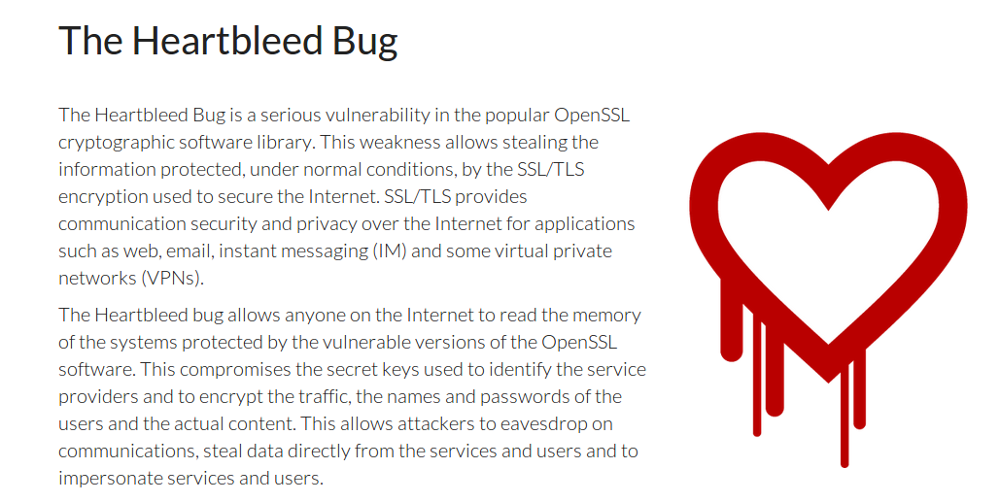 The Heartbleed Bug
The Heartbleed Bug is a serious vulnerability in the popular OpenSSL
cryptographic software library. This weakness allows stealing the
information protected, under normal conditions, by the SSL/TLS
encryption used to secure the Internet. SSL/TLS provides
communication security and privacy over the Internet for applications
such as web, email, instant messaging (IM) and some virtual private
networks (VPNs).
The Heartbleed bug allows anyone on the Internet to read the memory
of the systems protected by the vulnerable versions of the OpenSSL
software. This compromises the secret keys used to identify the service
providers and to encrypt the traffic, the names and passwords of the
users and the actual content. This allows attackers to eavesdrop on
communications, steal data directly from the services and users and to
impersonate services and users.